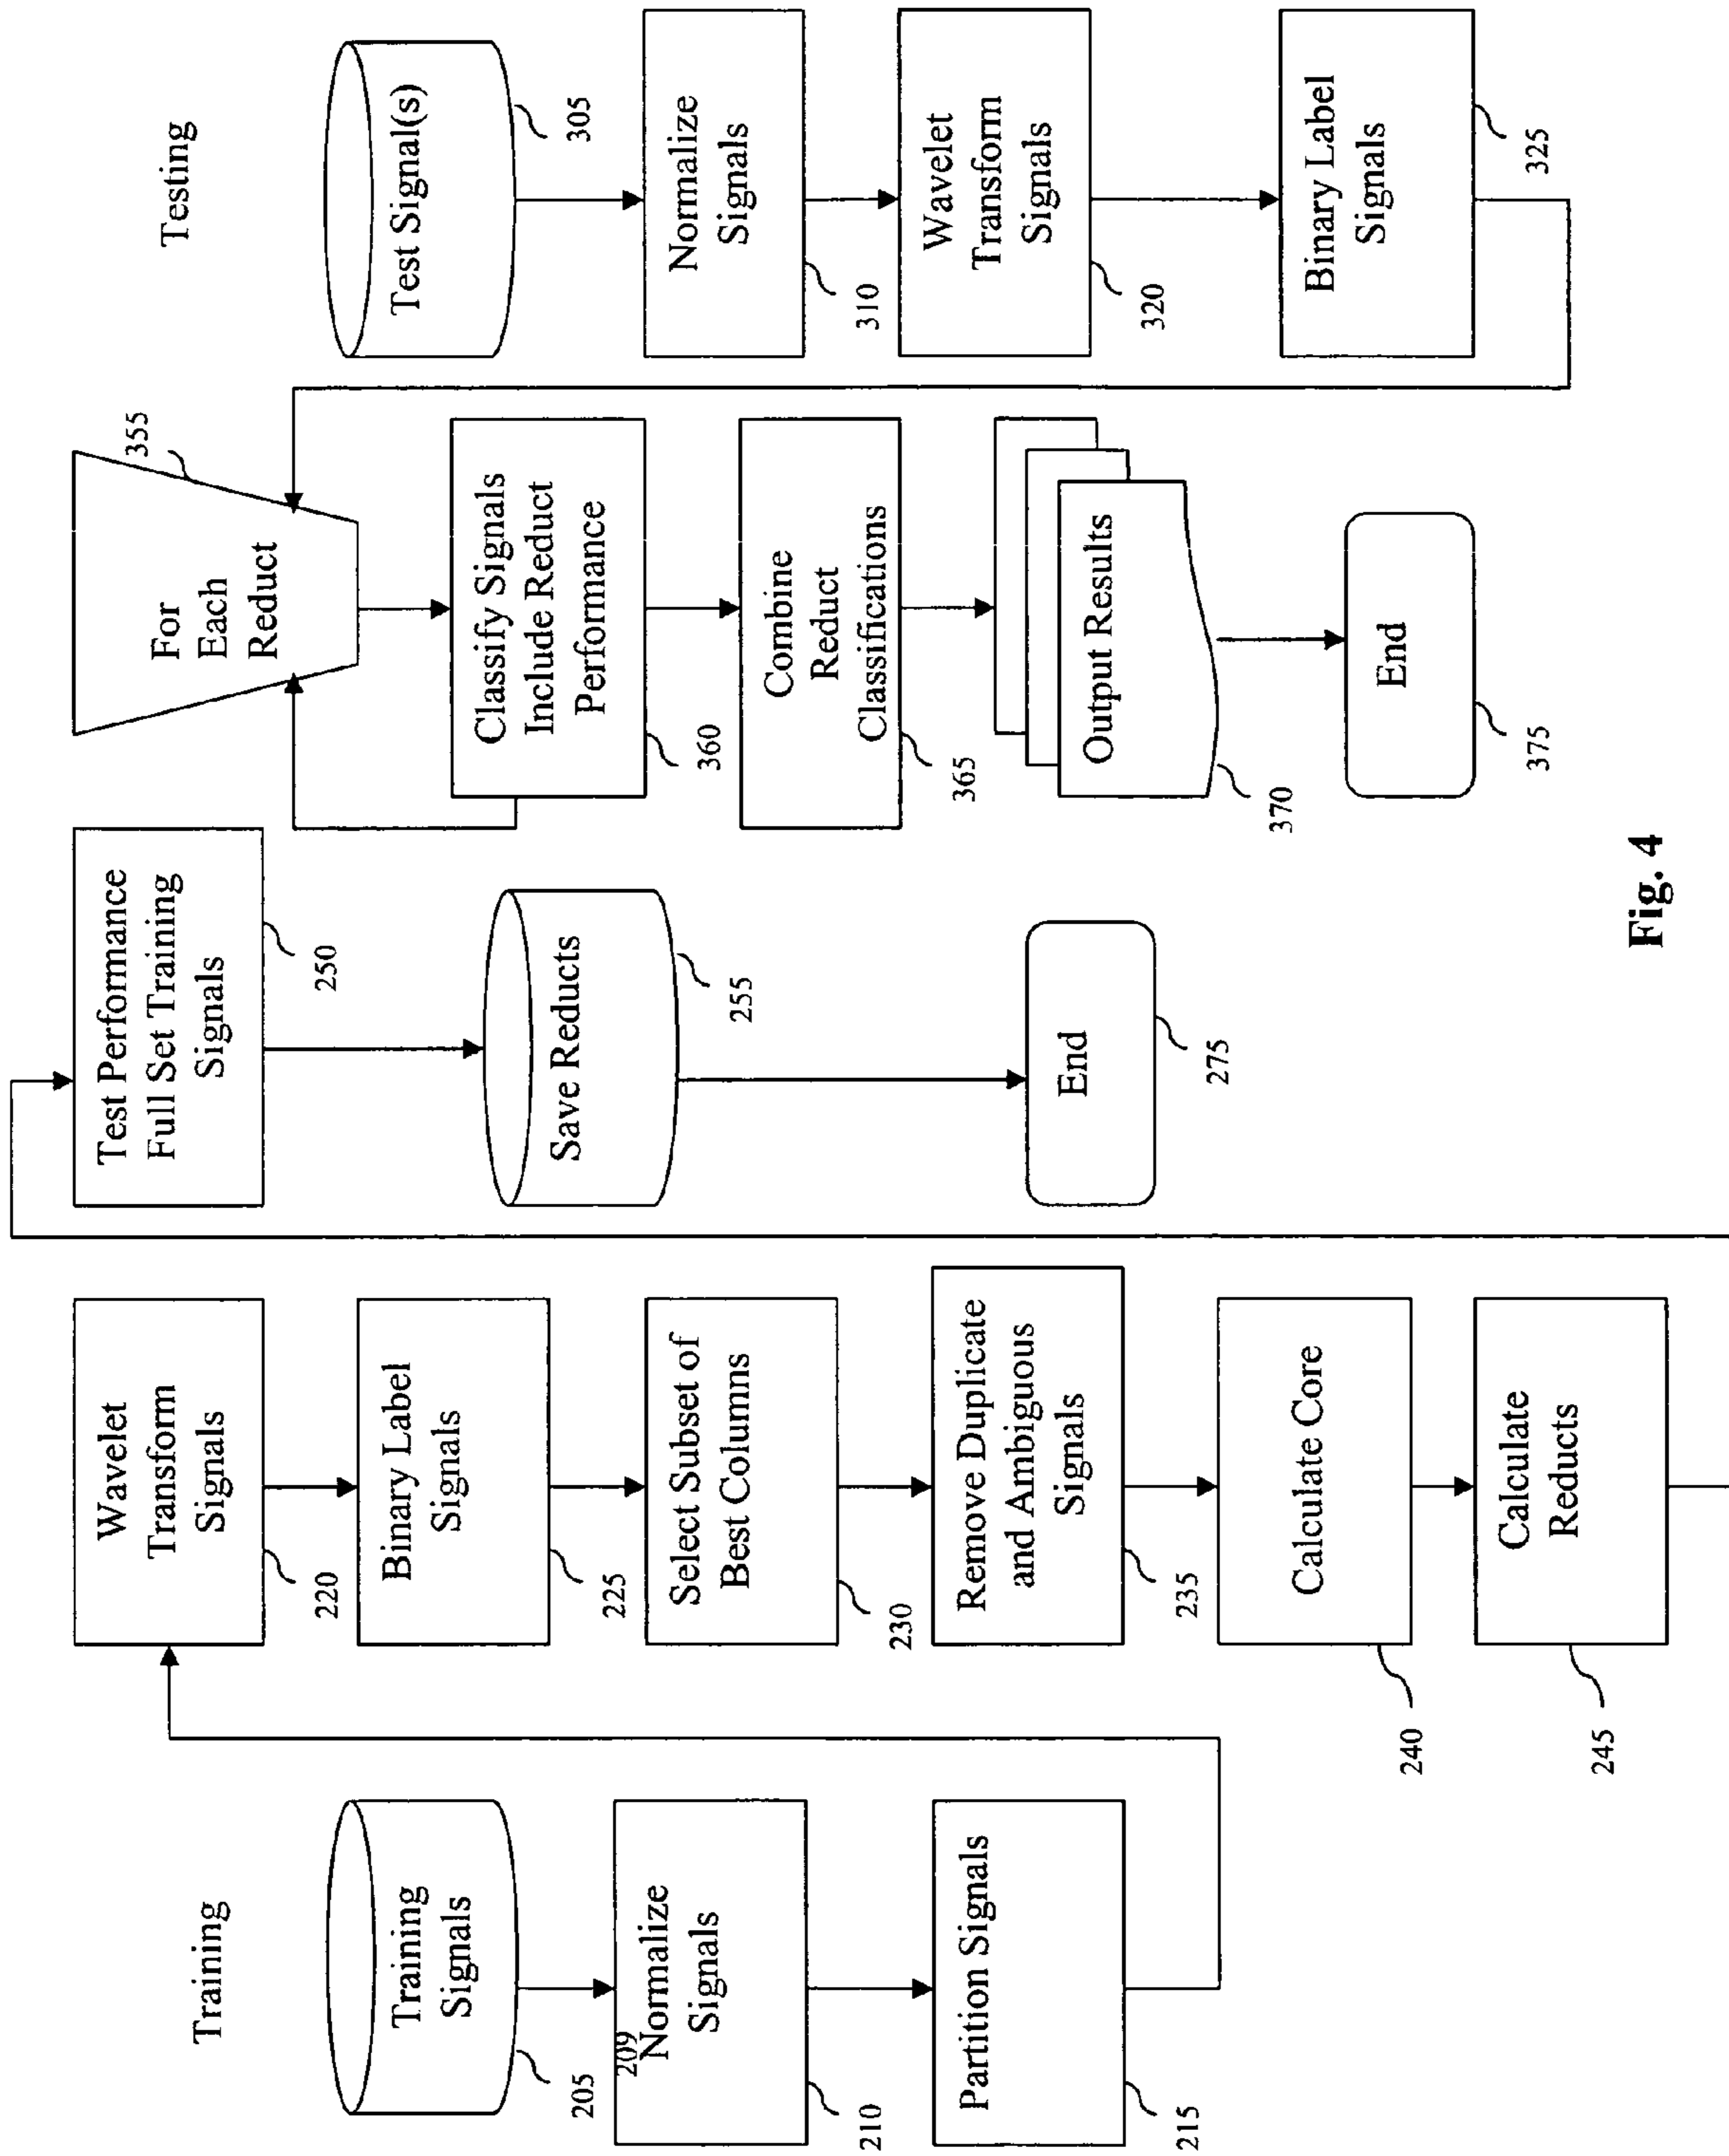 Training
Training
Signals
205
209
Normalize
Signals
210
Partition Signals
215
Wavelet
Transform
Signals
220
Binary Label
Signals
225
Select Subset of
Best Columns
230
Remove Duplicate
and Ambiguous
Signals
235
Calculate Core
240
Calculate
Reducts
245
Test Performance
Full Set Training
Signals
250
Save Reducts
255
End
275
For
Each
Reduct
355
Classify Signals
Include Reduct
Performance
360
Combine
Reduct
Classifications
365
Output Results
370
End
375
Testing
Test Signal(s)
305
Normalize
Signals
310
Wavelet
Transform
Signals
320
Binary Label
Signals
325
Fig. 4